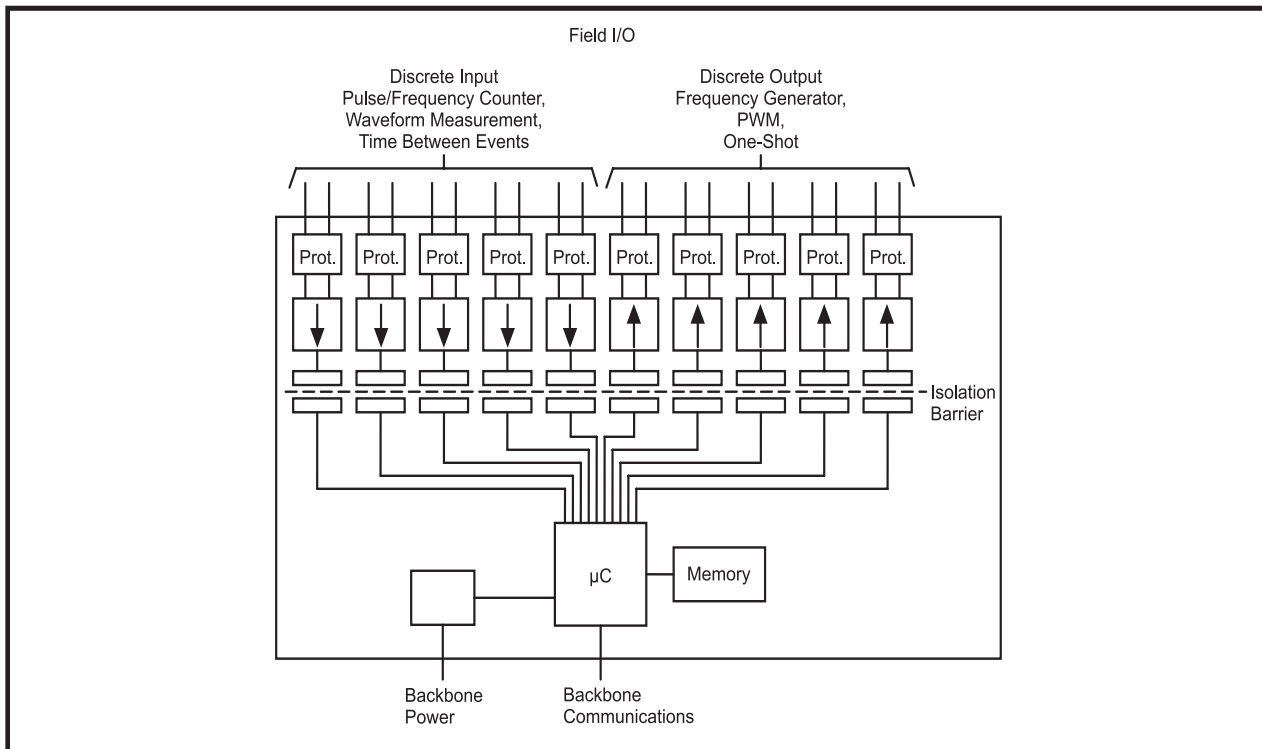 Field I/O
Discrete Input
Pulse/Frequency Counter,
Waveform Measurement,
Time Between Events
Discrete Output
Frequency Generator,
PWM,
One-Shot
Prot. Prot. Prot. Prot. Prot. Prot. Prot. Prot. Prot. Prot.
Isolation
Barrier
µC
Memory
Backbone
Power
Backbone
Communications